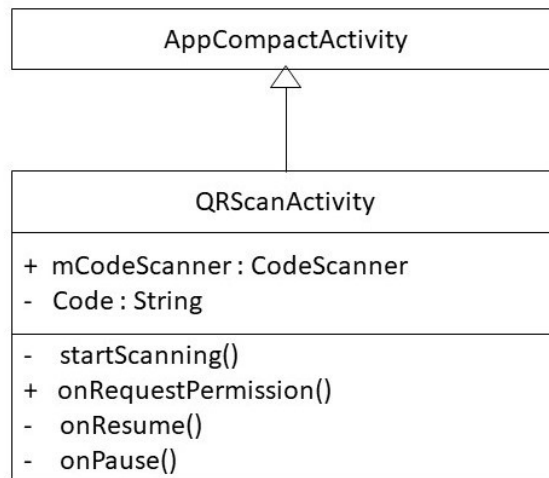 AppCompactActivity
QRScanActivity
+ mCodeScanner : CodeScanner
- Code : String
- startScanning()
+ onRequestPermission()
- onResume()
- onPause()